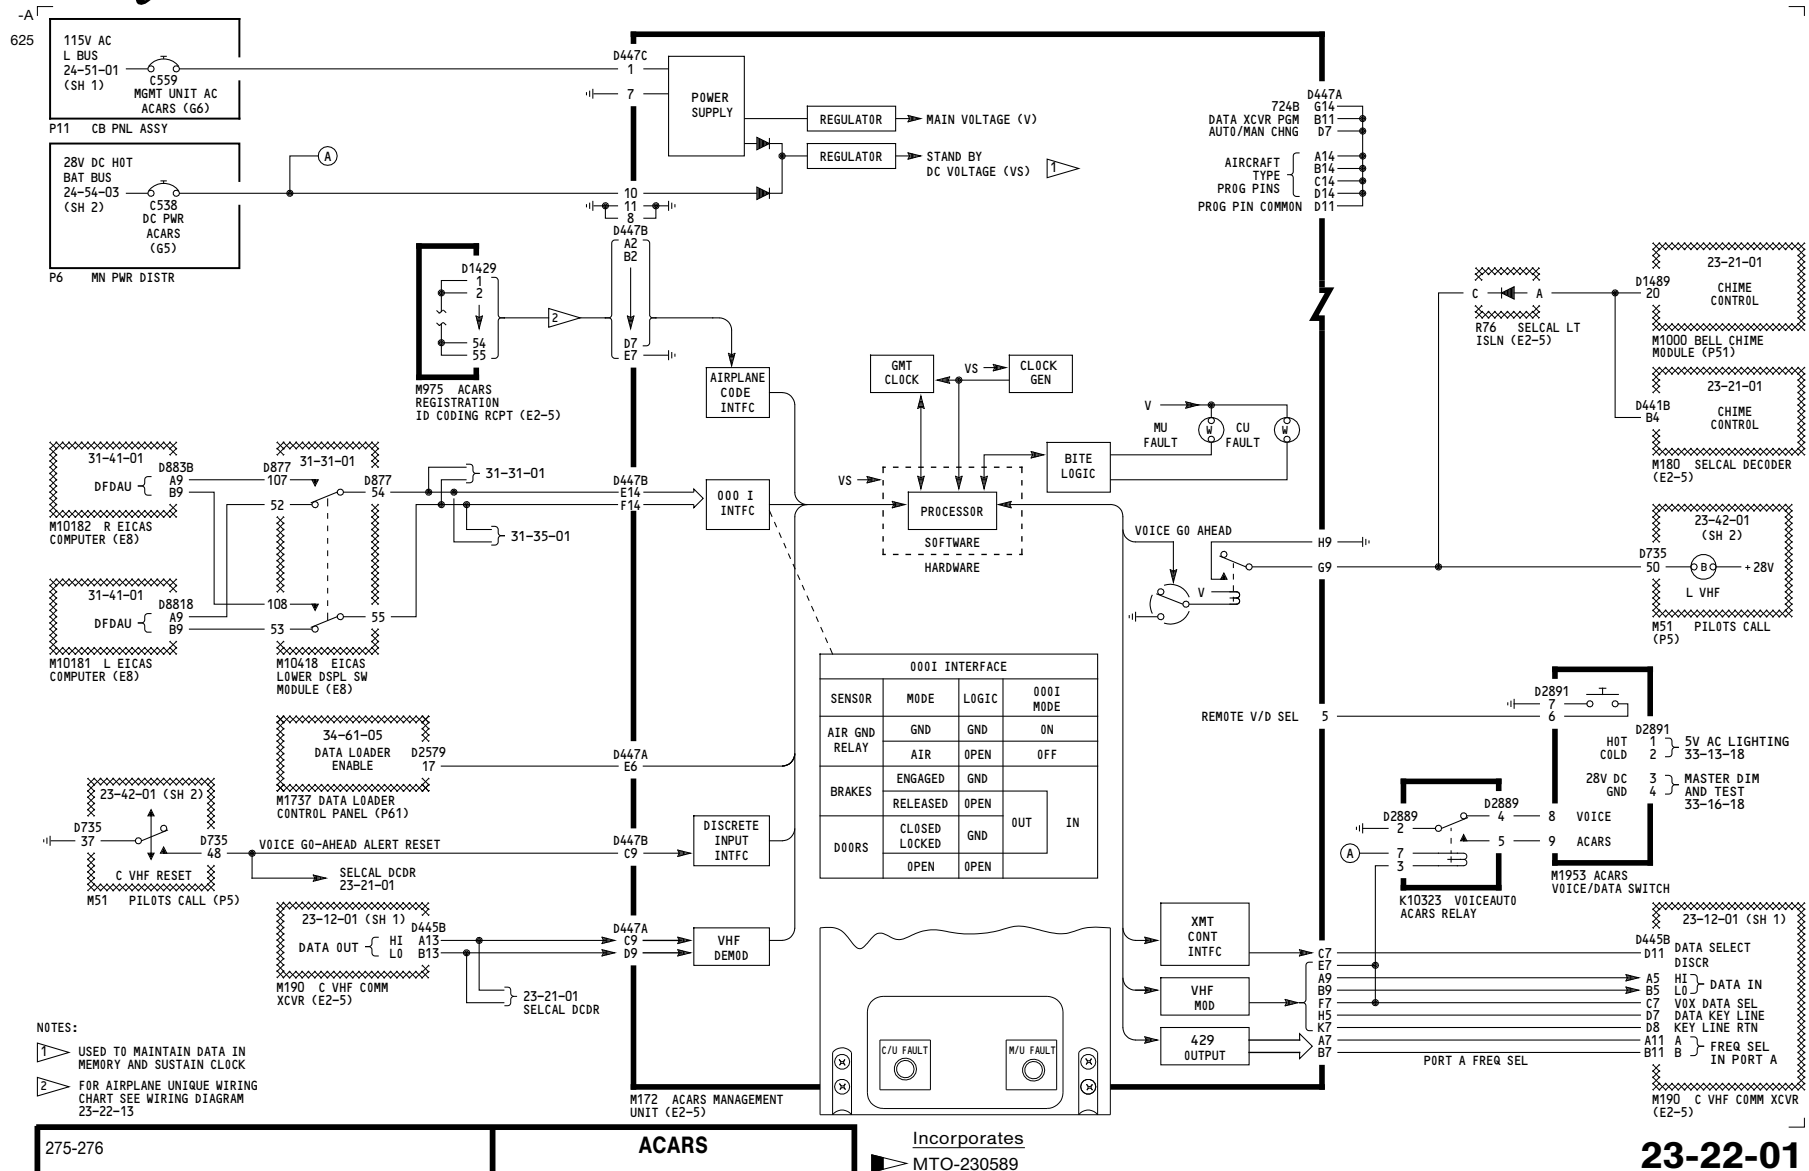 -A
625
115V AC
L BUS
24-51-01
(SH 1)
C559
MGMT UNIT AC
ACARS (G6)
P11 CB PNL ASSY
28V DC HOT
BAT BUS
24-54-03
(SH 2)
C538
DC PWR
ACARS
(G5)
P6 MN PWR DISTR
A
D447C
1
7
10
11
8
POWER
SUPPLY
REGULATOR
MAIN VOLTAGE (V)
REGULATOR
STAND BY
DC VOLTAGE (VS)
1
D447A
724B G14
DATA XCVR PGM B11
AUTO/MAN CHNG D7
AIRCRAFT
TYPE
PROG PINS
A14
B14
C14
D14
PROG PIN COMMON D11
D1429
1
2
54
55
M975 ACARS
REGISTRATION
ID CODING RCPT (E2-5)
2
D447B
A2
B2
D7
E7
AIRPLANE
CODE
INTFC
GMT
CLOCK
VS
CLOCK
GEN
V
MU
FAULT
W
CU
FAULT
W
BITE
LOGIC
VS
PROCESSOR
SOFTWARE
HARDWARE
31-41-01
DFDAU
D883B
A9
B9
M10182 R EICAS
COMPUTER (E8)
31-41-01
DFDAU
D8818
A9
B9
M10181 L EICAS
COMPUTER (E8)
31-31-01
D877
107
52
108
53
D877
54
55
M10418 EICAS
LOWER DSPL SW
MODULE (E8)
31-31-01
31-35-01
D447B
E14
F14
OOO I
INTFC
VOICE GO AHEAD
V
H9
G9
C
A
R76 SELCAL LT
ISLN (E2-5)
23-21-01
D1489
20
CHIME
CONTROL
M1000 BELL CHIME
MODULE (P51)
23-21-01
D441B
B4
CHIME
CONTROL
M180 SELCAL DECODER
(E2-5)
23-42-01
(SH 2)
D735
50
B
+28V
L VHF
M51 PILOTS CALL
(P5)
34-61-05
DATA LOADER
ENABLE
D2579
17
M1737 DATA LOADER
CONTROL PANEL (P61)
D447A
E6
23-42-01 (SH 2)
D735
37
D735
48
C VHF RESET
M51 PILOTS CALL (P5)
VOICE GO-AHEAD ALERT RESET
SELCAL DCDR
23-21-01
D447B
C9
DISCRETE
INPUT
INTFC
23-12-01 (SH 1)
DATA OUT
HI
LO
D445B
A13
B13
M190 C VHF COMM
XCVR (E2-5)
23-21-01
SELCAL DCDR
D447A
C9
D9
VHF
DEMOD
OOOI INTERFACE
SENSOR MODE LOGIC OOOI
MODE
AIR GND
RELAY
GND GND ON
AIR OPEN OFF
BRAKES
ENGAGED GND
RELEASED OPEN
OUT
IN
DOORS
CLOSED
LOCKED
GND
OPEN OPEN
REMOTE V/D SEL 5
D2891
7
6
D2891
HOT 1
COLD 2
5V AC LIGHTING
33-13-18
28V DC 3
GND 4
MASTER DIM
AND TEST
33-16-18
8 VOICE
9 ACARS
M1953 ACARS
VOICE/DATA SWITCH
D2889
2
A
7
3
D2889
4
5
K10323 VOICEAUTO
ACARS RELAY
XMT
CONT
INTFC
VHF
MOD
429
OUTPUT
C7
E7
A9
B9
F7
H5
K7
A7
B7
PORT A FREQ SEL
23-12-01 (SH 1)
D445B
D11 DATA SELECT
DISCR
A5 HI
B5 LO
DATA IN
C7 VOX DATA SEL
D7 DATA KEY LINE
D8 KEY LINE RTN
A11 A
B11 B
FREQ SEL
IN PORT A
M190 C VHF COMM XCVR
(E2-5)
C/U FAULT
M/U FAULT
M172 ACARS MANAGEMENT
UNIT (E2-5)
NOTES:
1 USED TO MAINTAIN DATA IN
MEMORY AND SUSTAIN CLOCK
2 FOR AIRPLANE UNIQUE WIRING
CHART SEE WIRING DIAGRAM
23-22-13
275-276
ACARS
Incorporates
MTO-230589
23-22-01